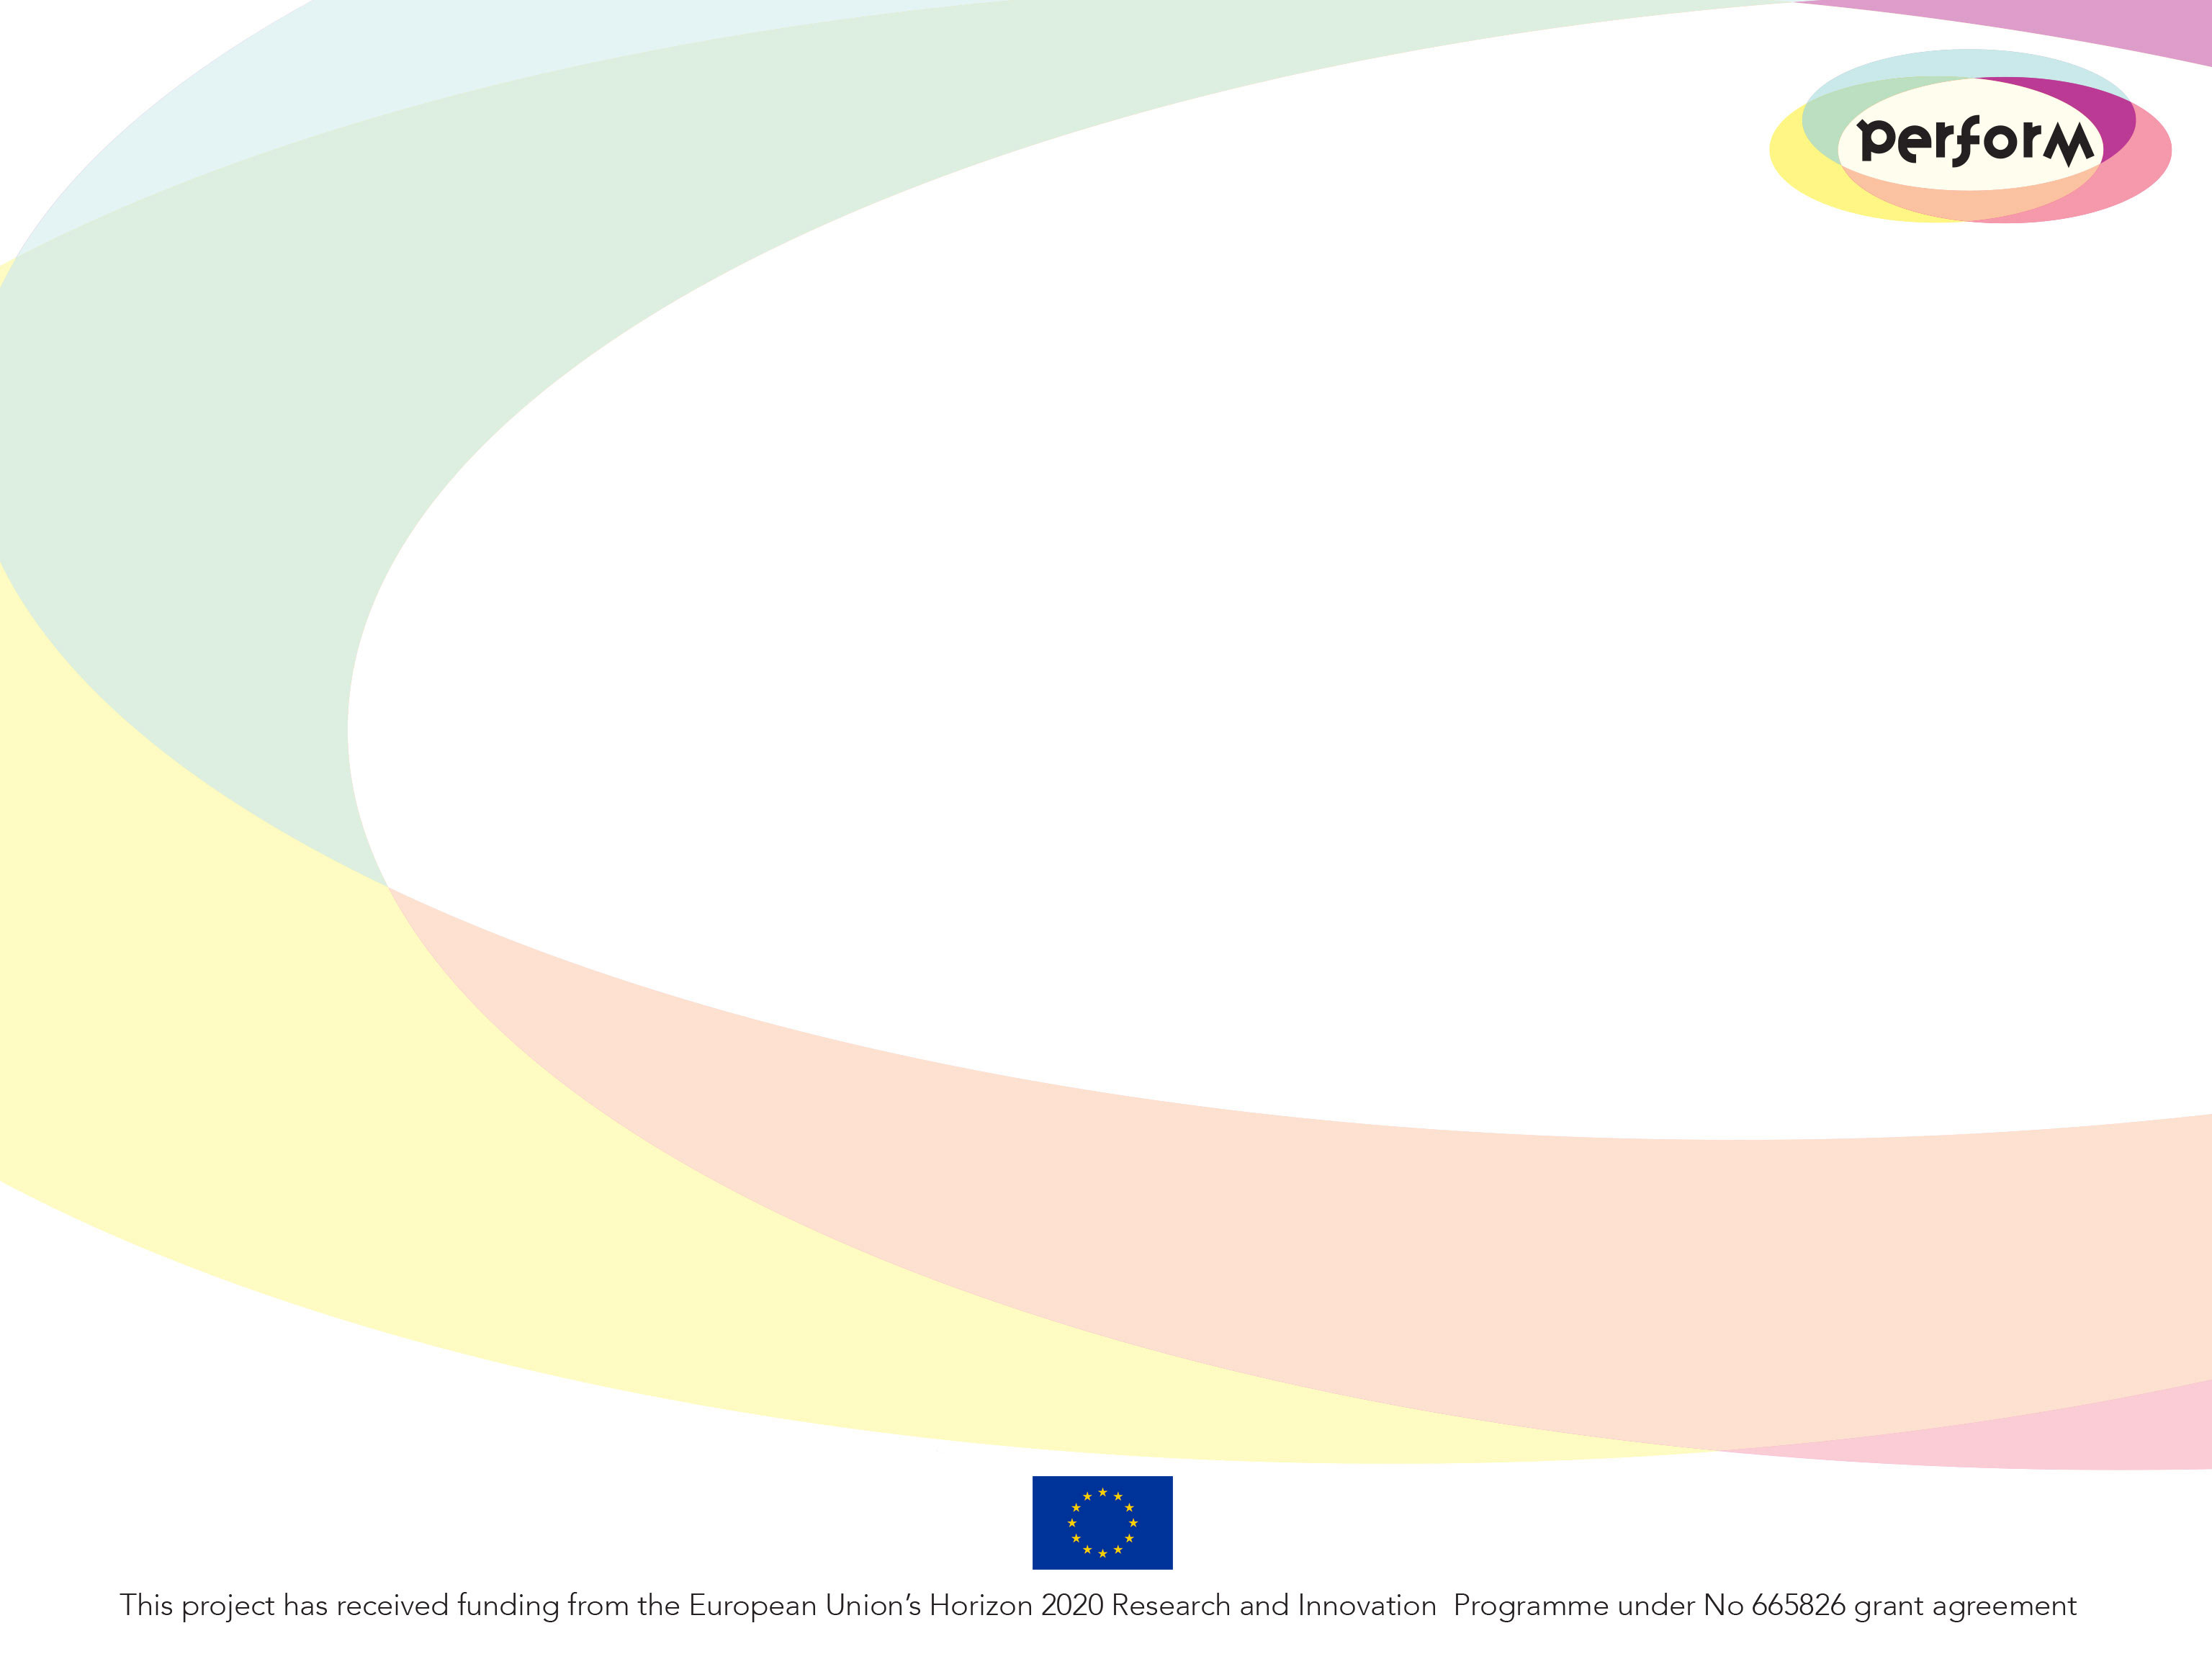 perforM
This project has received funding from the European Union’s Horizon 2020 Research and Innovation  Programme under No 665826 grant agreement